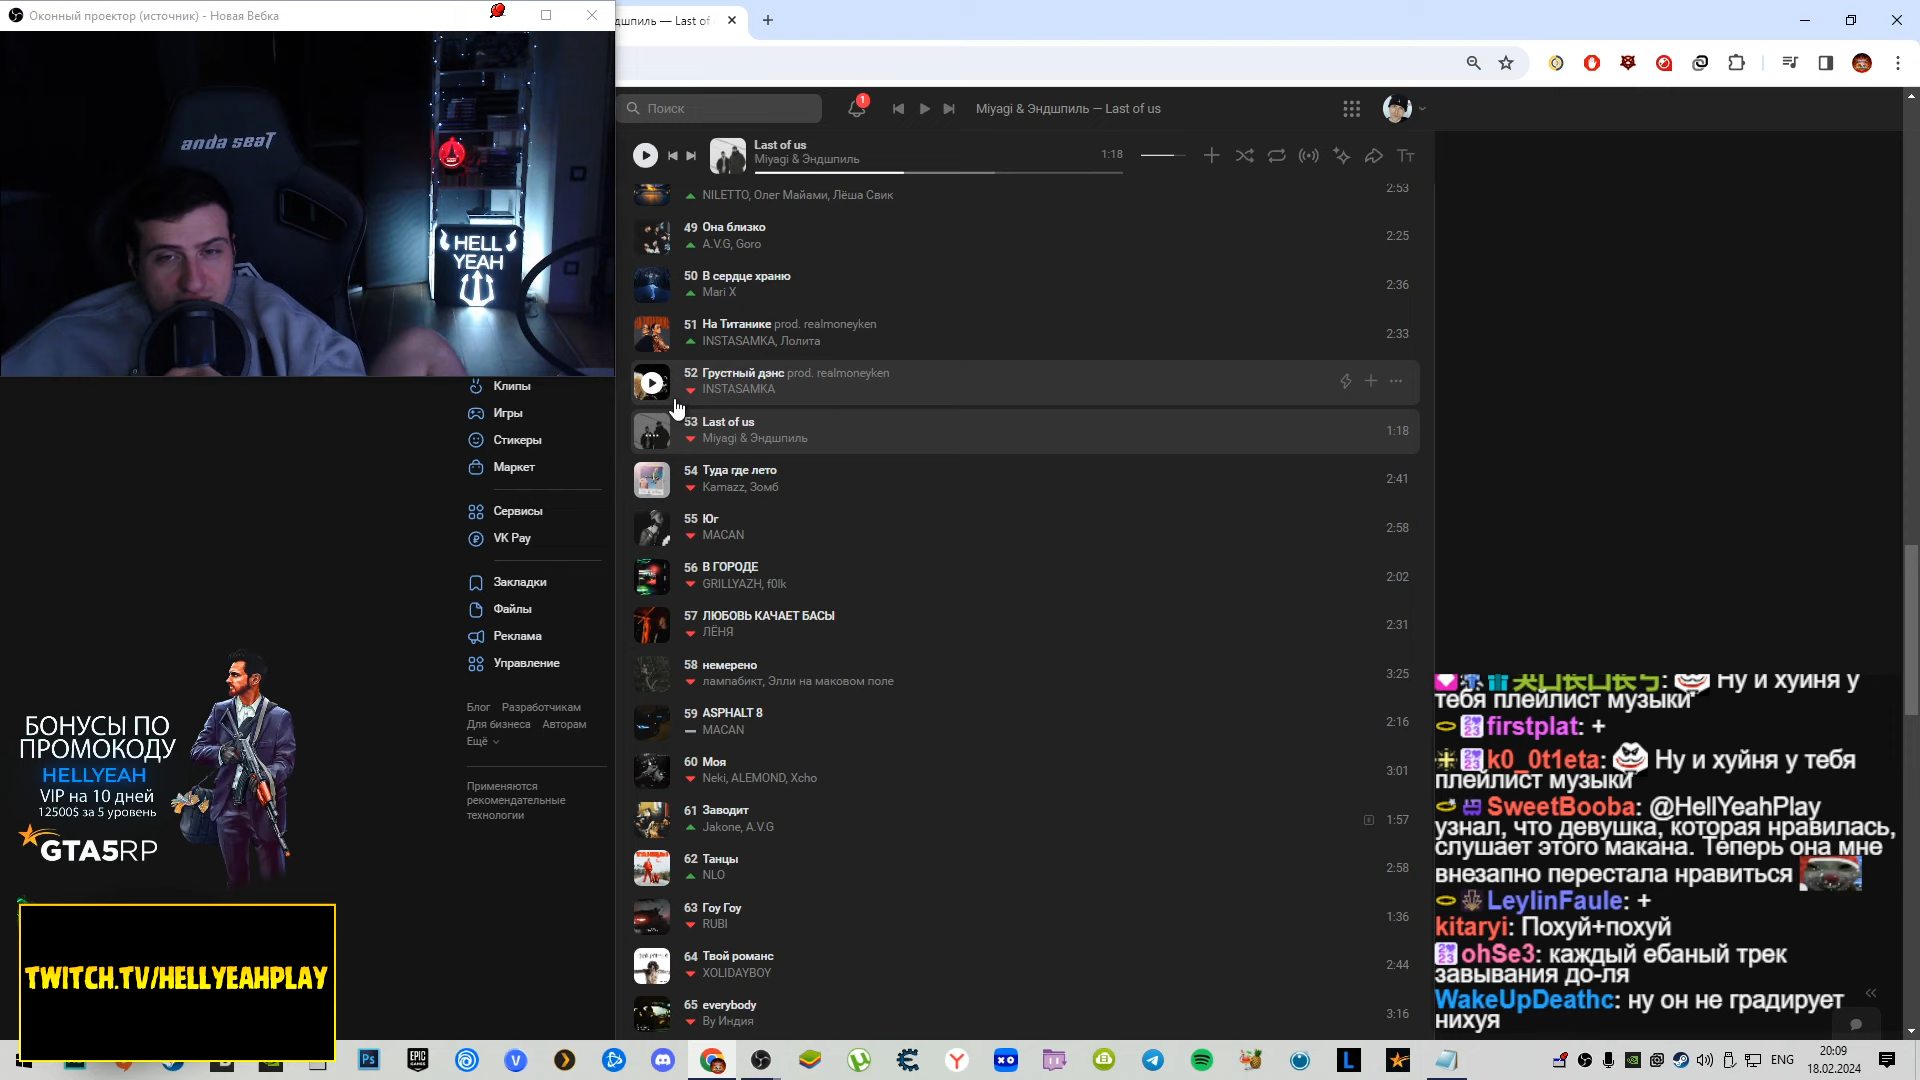 Оконный проектор (источник) - Новая Вебка
дшпиль — Last of
anda seaT
HELL
YEAH
Поиск
1
Miyagi & Эндшпиль – Last of us
Last of us
Miyagi & Эндшпиль
1:18
NILETTO, Олег Майами, Лёша Свик
2:53
49 Она близко
A.V.G, Goro
2:25
50 В сердце храню
Mari X
2:36
51 На Титанике prod. realmoneyken
INSTASAMKA, Лолита
2:33
52 Грустный дэнс prod. realmoneyken
INSTASAMKA
53 Last of us
Miyagi & Эндшпиль
1:18
54 Туда где лето
Kamazz, Зомб
2:41
55 Юг
MACAN
2:58
56 В ГОРОДЕ
GRILLYAZH, f0lk
2:02
57 ЛЮБОВЬ КАЧАЕТ БАСЫ
ЛЁНЯ
2:31
58 немерено
лампабикт, Элли на маковом поле
3:25
59 ASPHALT 8
MACAN
2:16
60 Моя
Neki, ALEMOND, Xcho
3:01
61 Заводит
Jakone, A.V.G
1:57
62 Танцы
NLO
2:58
63 Гоу Гоу
RUBI
1:36
64 Твой романс
XOLIDAYBOY
2:44
65 everybody
Ву Индия
3:16
Клипы
Игры
Стикеры
Маркет
Сервисы
VK Pay
Закладки
Файлы
Реклама
Управление
Блог Разработчикам
Для бизнеса Авторам
Ещё
Применяются
рекомендательные
технологии
БОНУСЫ ПО
ПРОМОКОДУ
HELLYEAH
VIP на 10 дней
12500$ за 5 уровень
GTA5RP
TWITCH.TV/HELLYEAHPLAY
Ну и хуйня у
тебя плейлист музыки
firstplat: +
k0_0t1eta: Ну и хуйня у тебя
плейлист музыки
SweetBooba: @HellYeahPlay
узнал, что девушка, которая нравилась,
слушает этого макана. Теперь она мне
внезапно перестала нравиться
LeylinFaule: +
kitaryi: Похуй+похуй
ohSe3: каждый ебаный трек
завывания до-ля
WakeUpDeathc: ну он не градирует
нихуя
ENG
20:09
18.02.2024